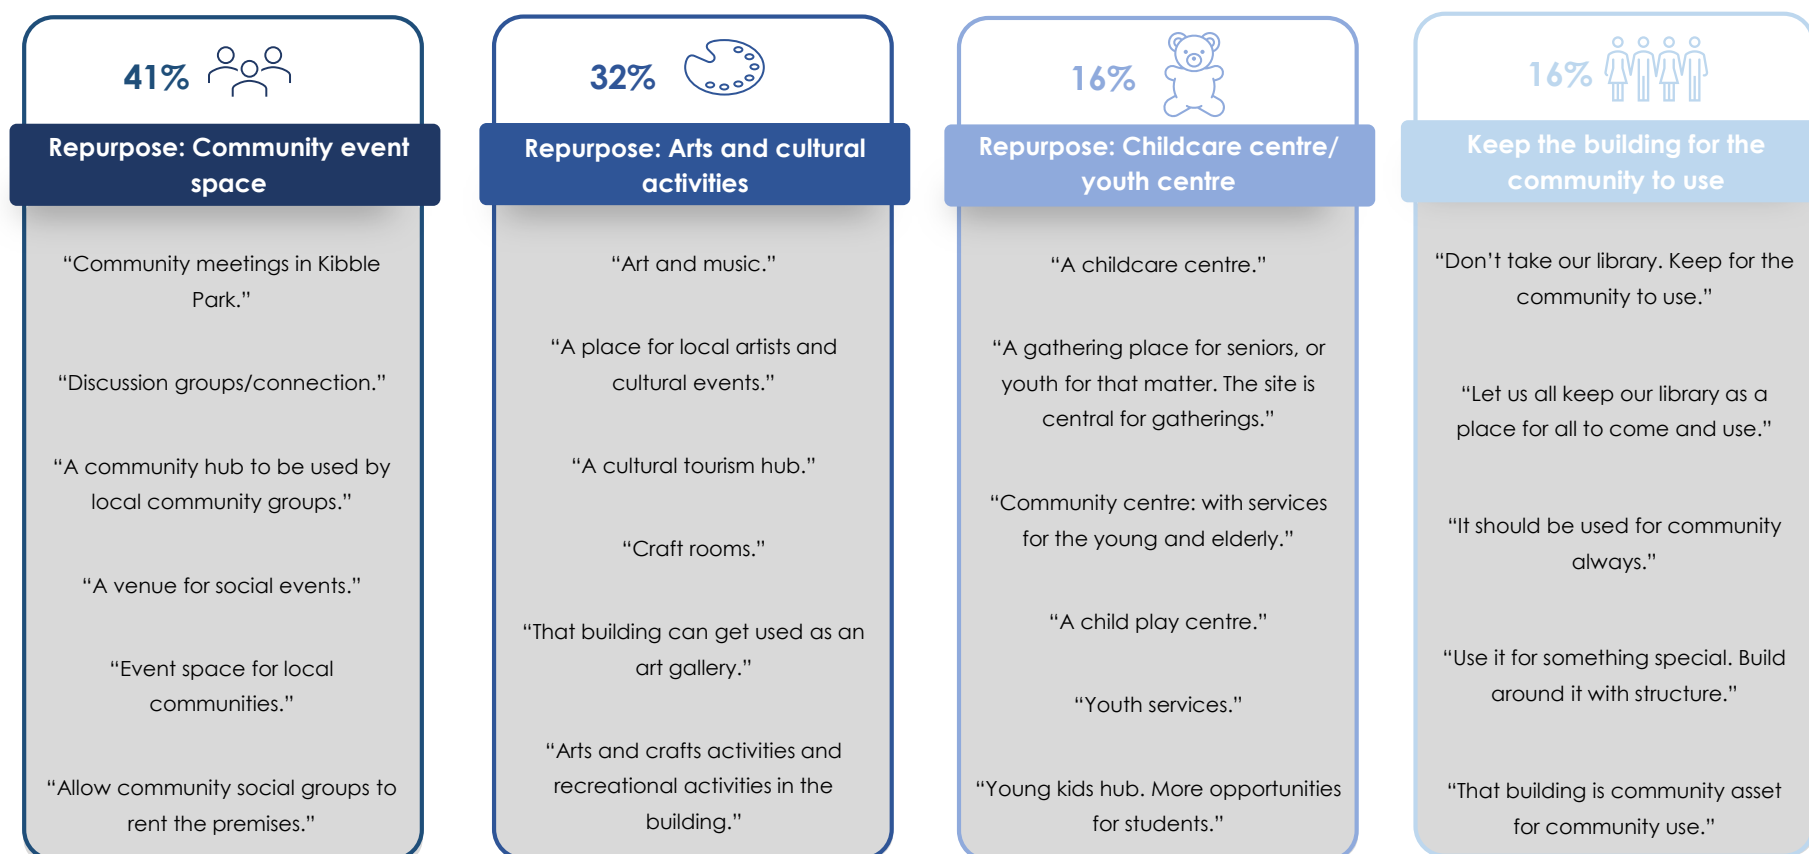 41%
Repurpose: Community event
space
“Community meetings in Kibble
Park.”
“Discussion groups/connection.”
“A community hub to be used by
local community groups.”
“A venue for social events.”
“Event space for local
communities.”
“Allow community social groups to
rent the premises.”
32%
Repurpose: Arts and cultural
activities
“Art and music.”
“A place for local artists and
cultural events.”
“A cultural tourism hub.”
“Craft rooms.”
“That building can get used as an
art gallery.”
“Arts and crafts activities and
recreational activities in the
building.”
16%
Repurpose: Childcare centre/
youth centre
“A childcare centre.”
“A gathering place for seniors, or
youth for that matter. The site is
central for gatherings.”
“Community centre: with services
for the young and elderly.”
“A child play centre.”
“Youth services.”
“Young kids hub. More opportunities
for students.”
16%
Keep the building for the
community to use
“Don’t take our library. Keep for the
community to use.”
“Let us all keep our library as a
place for all to come and use.”
“It should be used for community
always.”
“Use it for something special. Build
around it with structure.”
“That building is community asset
for community use.”